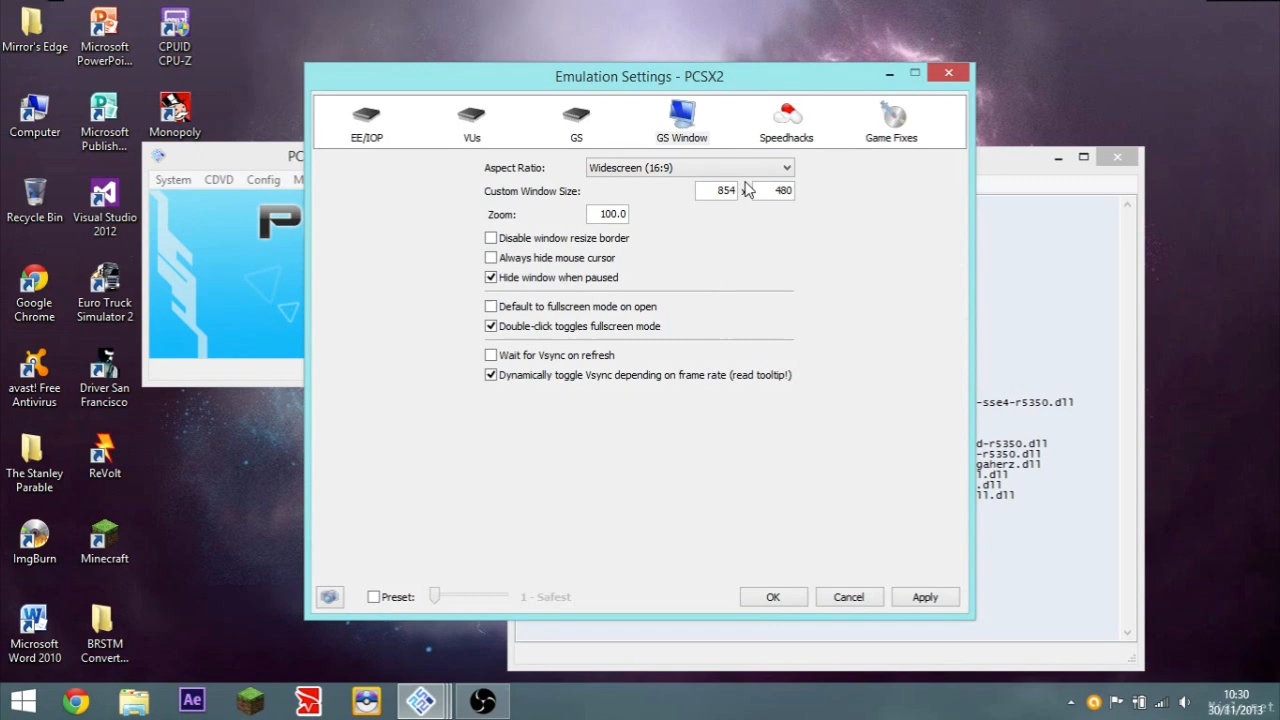 Mirror's Edge
Microsoft
PowerPoi...
CPUID
CPU-Z
Computer
Microsoft
Publish...
Monopoly
Recycle Bin
Visual Studio
2012
Google
Chrome
Euro Truck
Simulator 2
avast! Free
Antivirus
Driver San
Francisco
The Stanley
Parable
ReVolt
ImgBurn
Minecraft
Microsoft
Word 2010
BRSTM
Convert...
PC
System CDVD Config M
P
Emulation Settings - PCSX2
EE/IOP VUs GS GS Window Speedhacks Game Fixes
Aspect Ratio: Widescreen (16:9)
Custom Window Size: 854 x 480
Zoom: 100.0
Disable window resize border
Always hide mouse cursor
Hide window when paused
Default to fullscreen mode on open
Double-click toggles fullscreen mode
Wait for Vsync on refresh
Dynamically toggle Vsync depending on frame rate (read tooltip!)
Preset: 1 - Safest OK Cancel Apply
-sse4-r5350.dll
d-r5350.dll
-r5350.dll
gaherz.dll
l.dll
.dll
ll.dll
Ae
10:30
30/11/2013